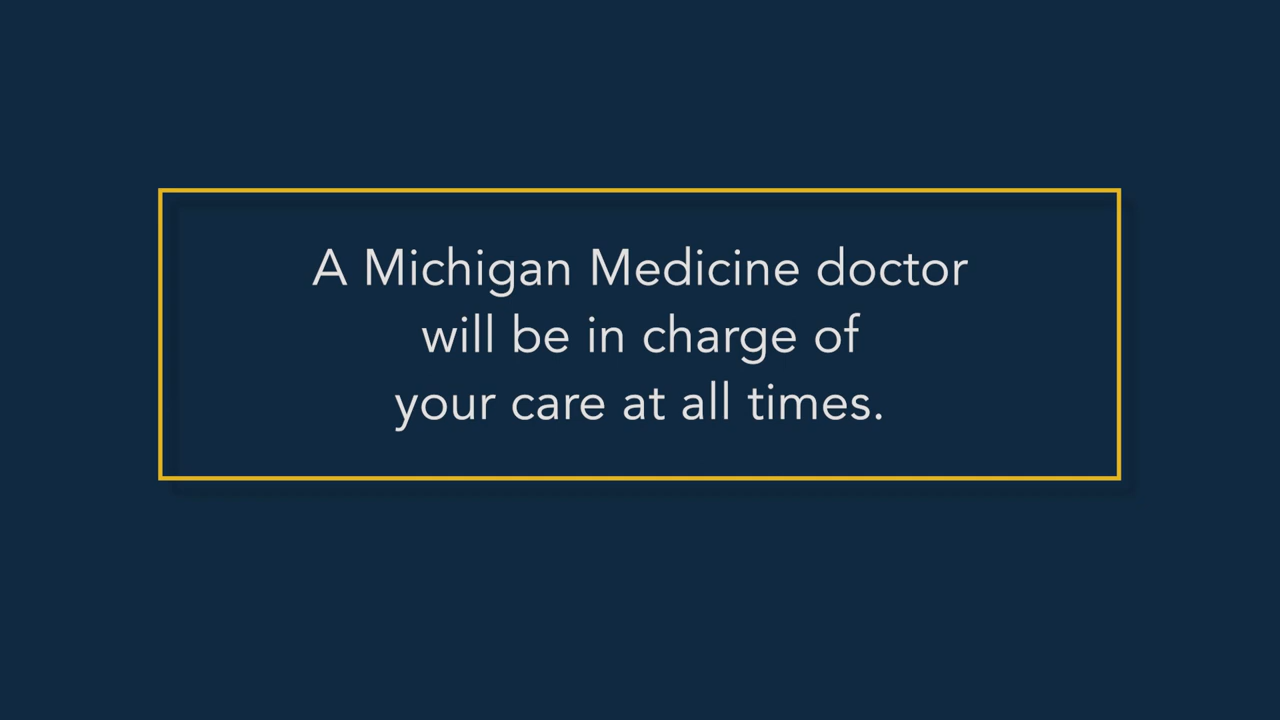 A Michigan Medicine doctor
will be in charge of
your care at all times.